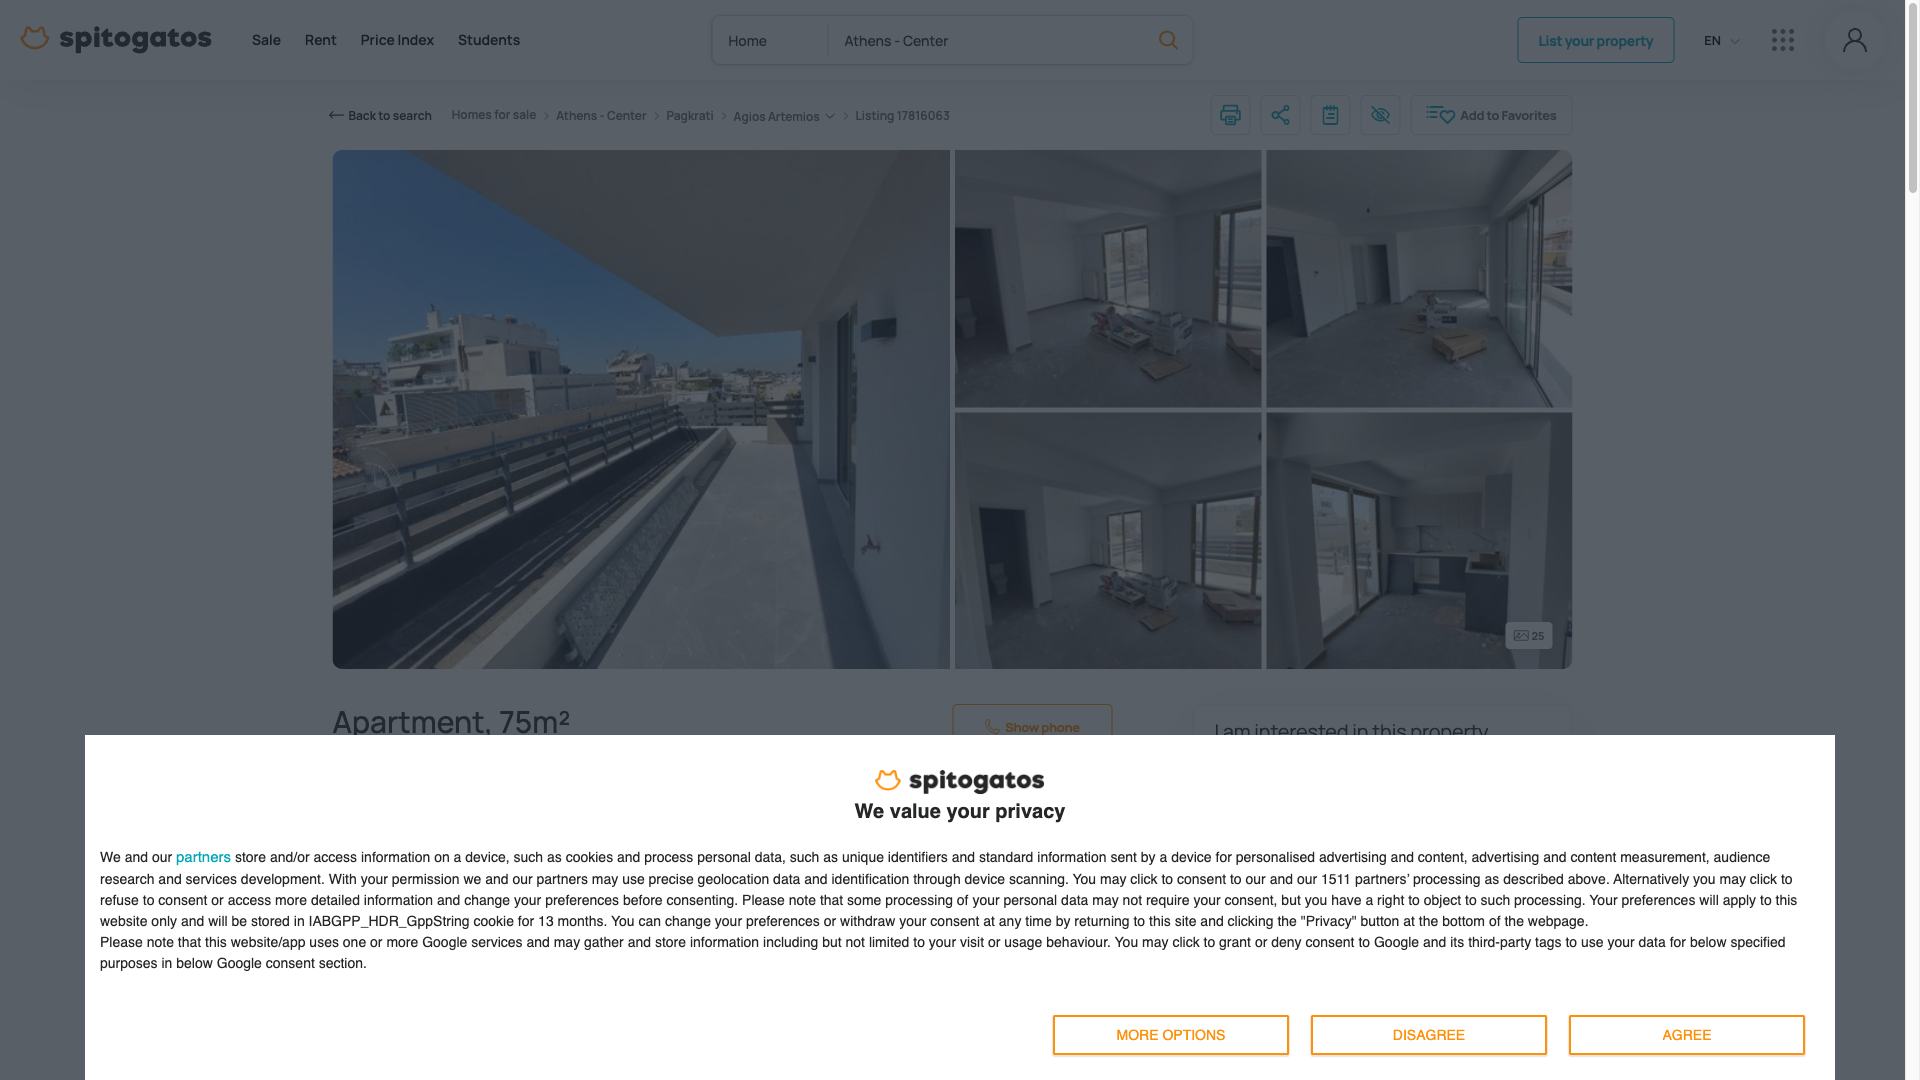 spitogatos
Sale
Rent
Price Index
Students
Home
Athens - Center
List your property
EN
Back to search
Homes for sale
Athens - Center
Pagkrati
Agios Artemios
Listing 17816063
Add to Favorites
25
Apartment, 75m²
Show phone
I am interested in this property
spitogatos
We value your privacy
We and our partners store and/or access information on a device, such as cookies and process personal data, such as unique identifiers and standard information sent by a device for personalised advertising and content, advertising and content measurement, audience
research and services development. With your permission we and our partners may use precise geolocation data and identification through device scanning. You may click to consent to our and our 1511 partners’ processing as described above. Alternatively you may click to
refuse to consent or access more detailed information and change your preferences before consenting. Please note that some processing of your personal data may not require your consent, but you have a right to object to such processing. Your preferences will apply to this
website only and will be stored in IABGPP_HDR_GppString cookie for 13 months. You can change your preferences or withdraw your consent at any time by returning to this site and clicking the "Privacy" button at the bottom of the webpage.
Please note that this website/app uses one or more Google services and may gather and store information including but not limited to your visit or usage behaviour. You may click to grant or deny consent to Google and its third-party tags to use your data for below specified
purposes in below Google consent section.
MORE OPTIONS
DISAGREE
AGREE